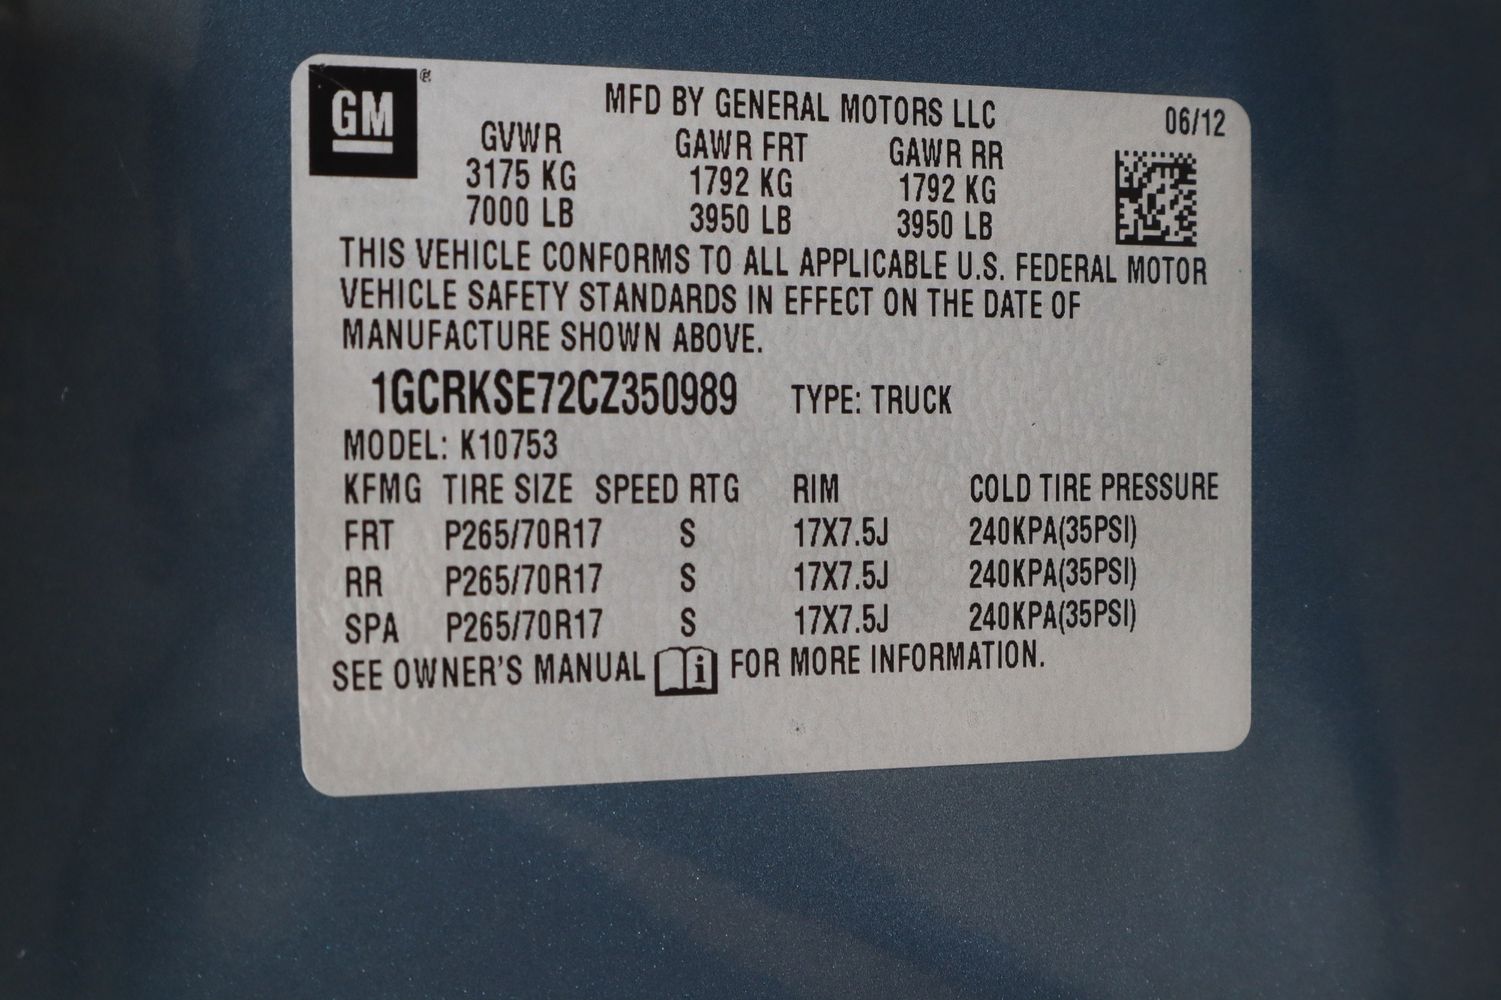 GM ®
MFD BY GENERAL MOTORS LLC 06/12
GVWR GAWR FRT GAWR RR
3175 KG 1792 KG 1792 KG
7000 LB 3950 LB 3950 LB
THIS VEHICLE CONFORMS TO ALL APPLICABLE U.S. FEDERAL MOTOR
VEHICLE SAFETY STANDARDS IN EFFECT ON THE DATE OF
MANUFACTURE SHOWN ABOVE.
1GCRKSE72CZ350989 TYPE: TRUCK
MODEL: K10753
KFMG TIRE SIZE SPEED RTG RIM COLD TIRE PRESSURE
FRT P265/70R17 S 17X7.5J 240KPA(35PSI)
RR P265/70R17 S 17X7.5J 240KPA(35PSI)
SPA P265/70R17 S 17X7.5J 240KPA(35PSI)
SEE OWNER'S MANUAL i FOR MORE INFORMATION.